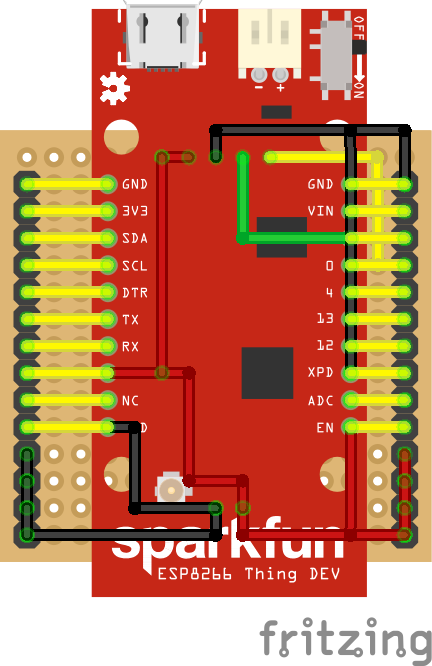 OFF
ON
− +
GND GND
3V3 VIN
SDA
SCL 0
DTR 4
TX 13
RX 12
XPD
NC ADC
D EN
sparkfun
ESP8266 Thing DEV
fritzing